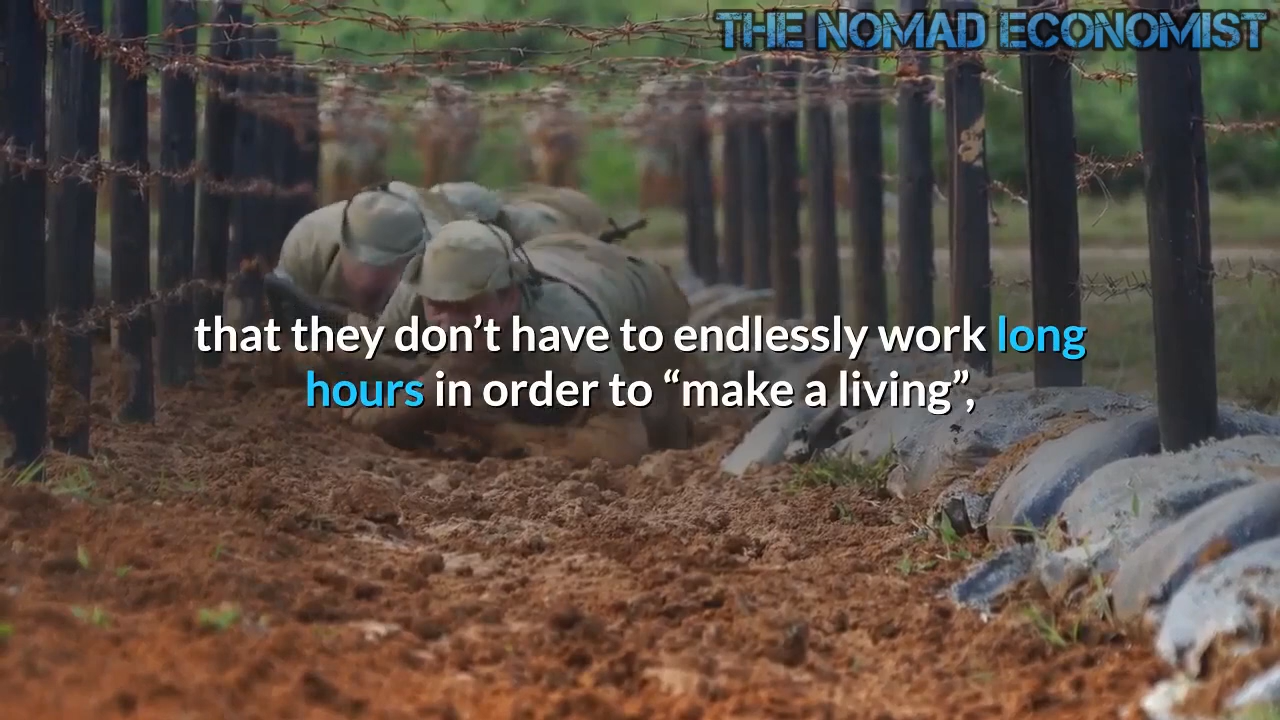 THE NOMAD ECONOMIST
that they don’t have to endlessly work long
hours in order to “make a living”,